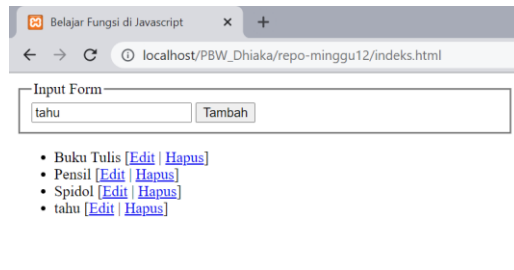 Belajar Fungsi di Javascript
localhost/PBW_Dhiaka/repo-minggu12/indeks.html
Input Form
tahu Tambah
• Buku Tulis [Edit | Hapus]
• Pensil [Edit | Hapus]
• Spidol [Edit | Hapus]
• tahu [Edit | Hapus]